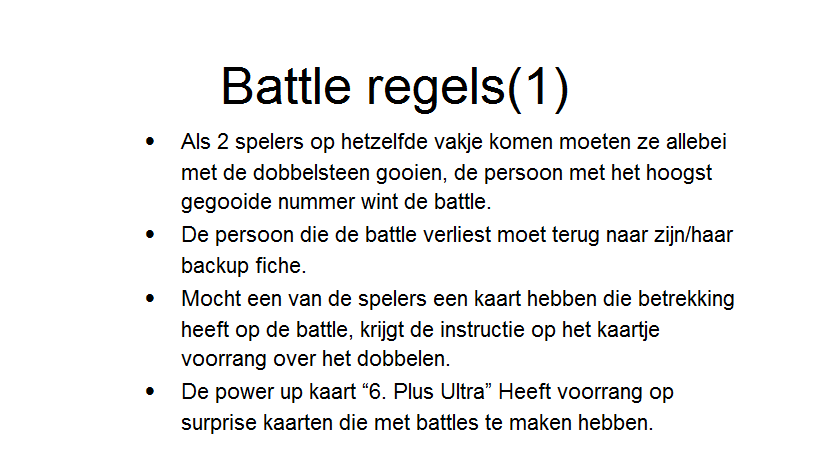 Battle regels(1)
• Als 2 spelers op hetzelfde vakje komen moeten ze allebei
met de dobbelsteen gooien, de persoon met het hoogst
gegooide nummer wint de battle.
• De persoon die de battle verliest moet terug naar zijn/haar
backup fiche.
• Mocht een van de spelers een kaart hebben die betrekking
heeft op de battle, krijgt de instructie op het kaartje
voorrang over het dobbelen.
• De power up kaart “6. Plus Ultra” Heeft voorrang op
surprise kaarten die met battles te maken hebben.